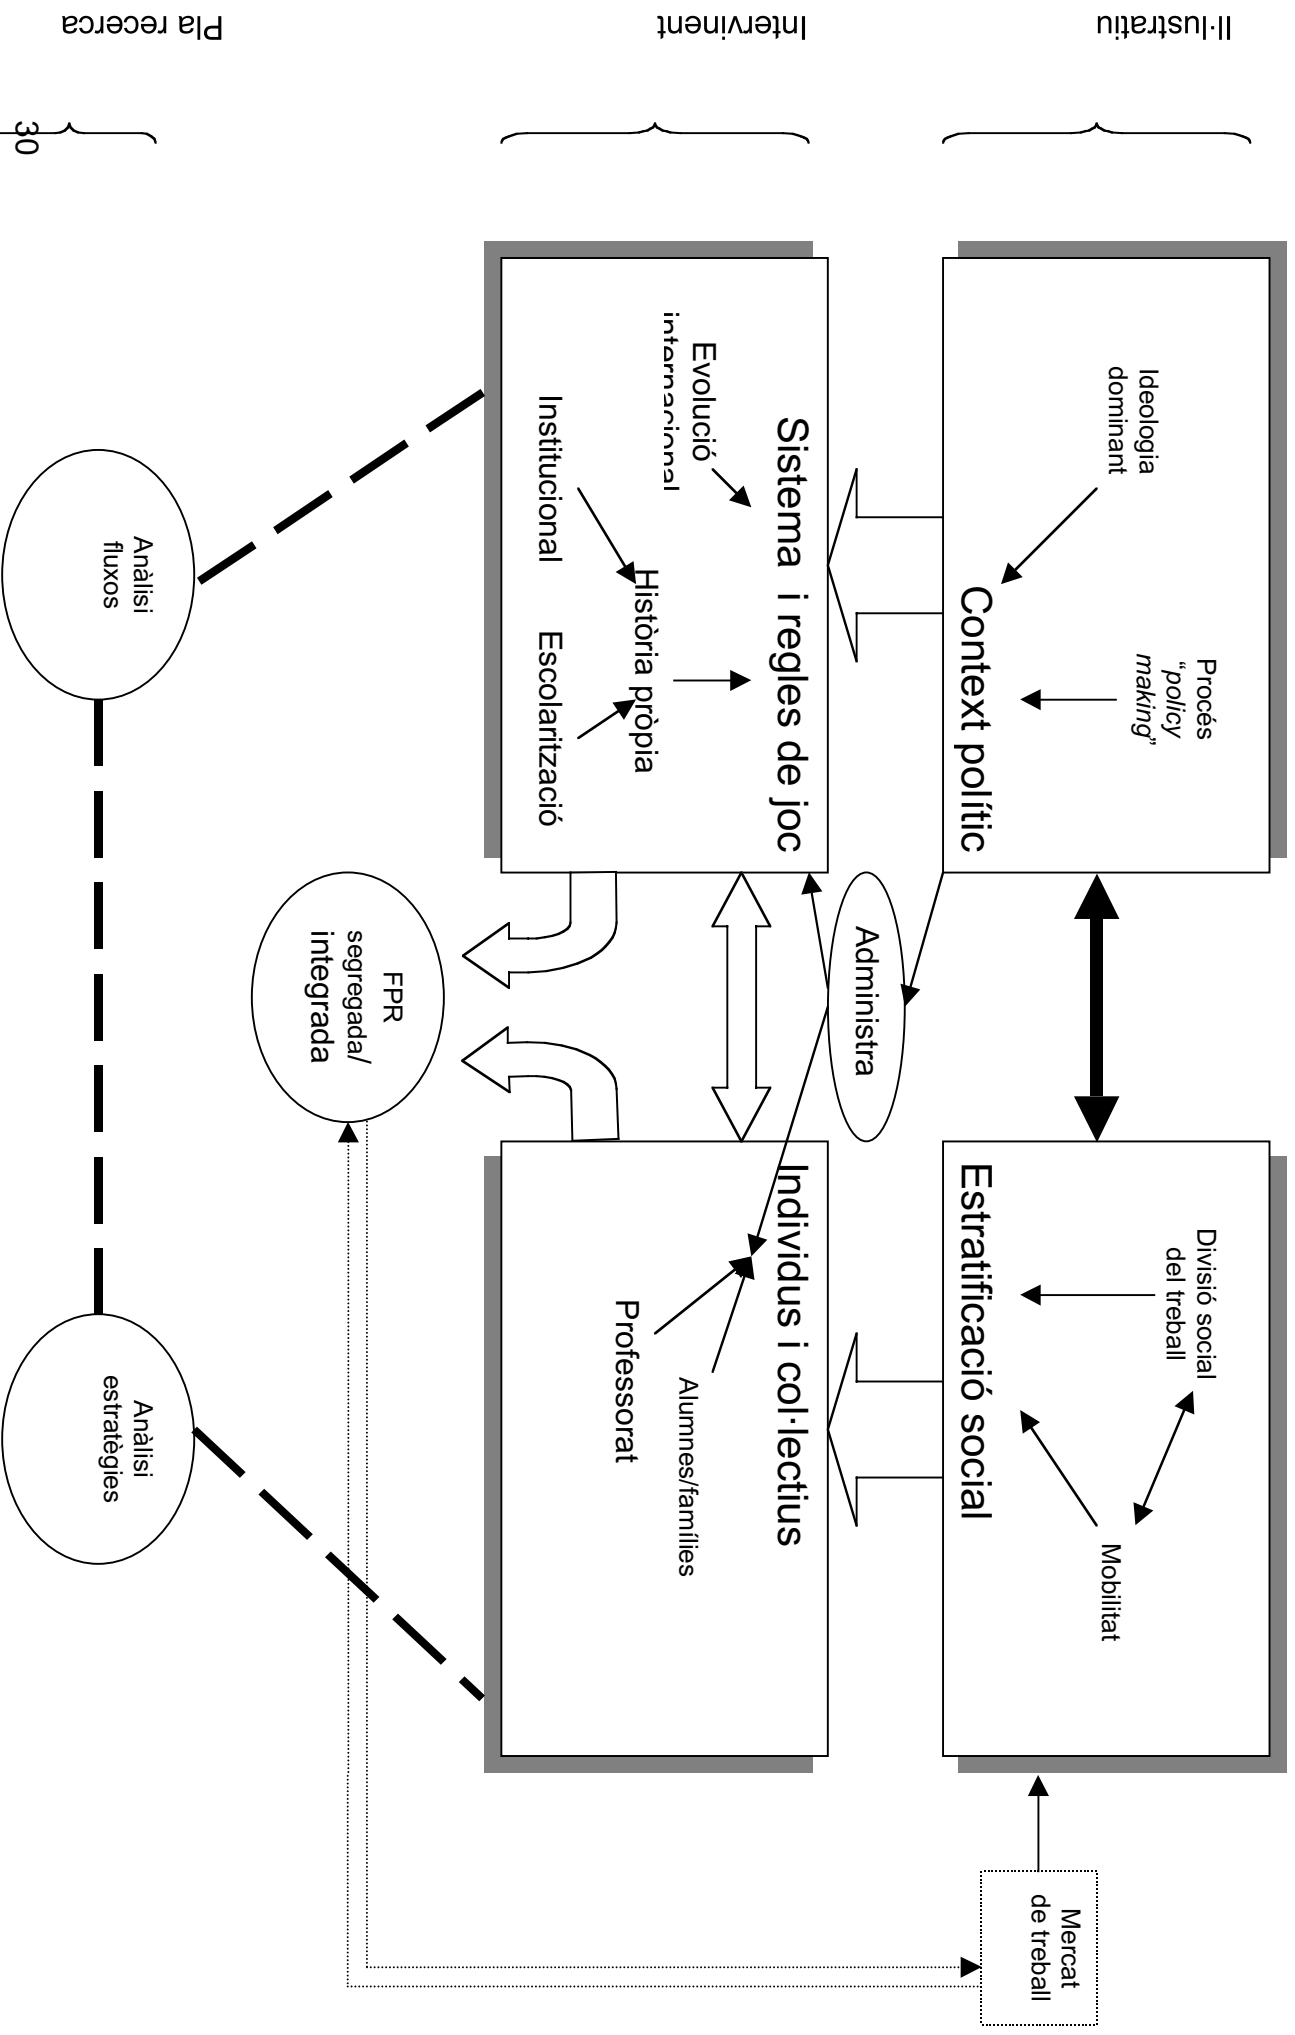 Il·lustratiu
Intervinent
Pla recerca
Ideologia
dominant
Procés
“policy
making”
Context polític
Divisió social
del treball
Mobilitat
Estratificació social
Mercat
de treball
Administra
Sistema i regles de joc
Evolució
internacional
Història pròpia
Institucional
Escolarització
Individus i col·lectius
Alumnes/famílies
Professorat
FPR
segregada/
integrada
Anàlisi
fluxos
Anàlisi
estratègies
30